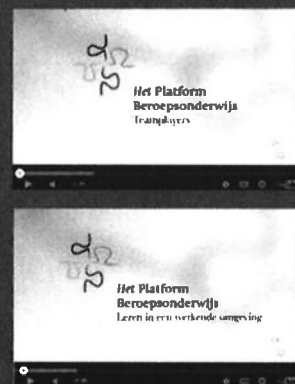 Het Platform
Beroepsonderwijs
Teamplayers
Het Platform
Beroepsonderwijs
Leren in een werkende omgeving